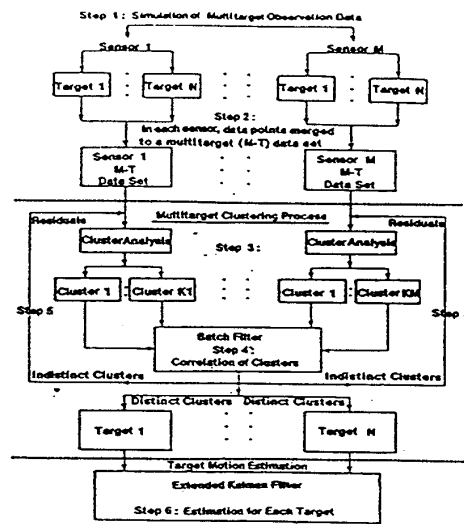 Step 1: Simulation of Multitarget Observation Data
Sensor 1
Sensor M
Target 1
Target N
Target 1
Target N
Step 2:
In each sensor, data points merged
to a multitarget (M-T) data set
Sensor 1
M-T
Data Set
Sensor M
M-T
Data Set
Residuals
Multitarget Clustering Process
Residuals
Cluster Analysis
Step 3:
Cluster Analysis
Cluster 1
Cluster K1
Cluster 1
Cluster KM
Step 5
Step
Batch Filter
Step 4:
Correlation of Clusters
Indistinct Clusters
Indistinct Clusters
Distinct Clusters
Distinct Clusters
Target 1
Target N
Target Motion Estimation
Extended Kalman Filter
Step 6: Estimation for Each Target